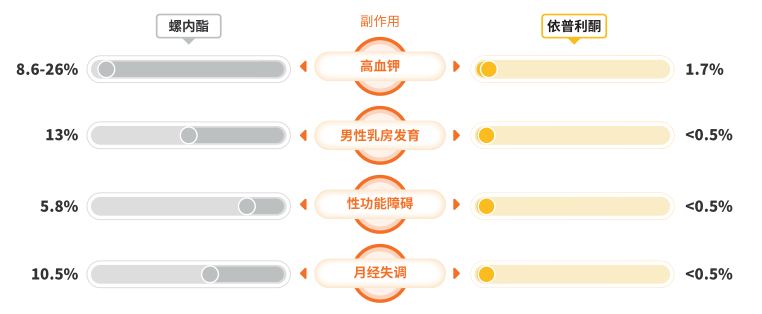 副作用
螺内酯
依普利酮
8.6-26%
高血钾
1.7%
13%
男性乳房发育
<0.5%
5.8%
性功能障碍
<0.5%
10.5%
月经失调
<0.5%